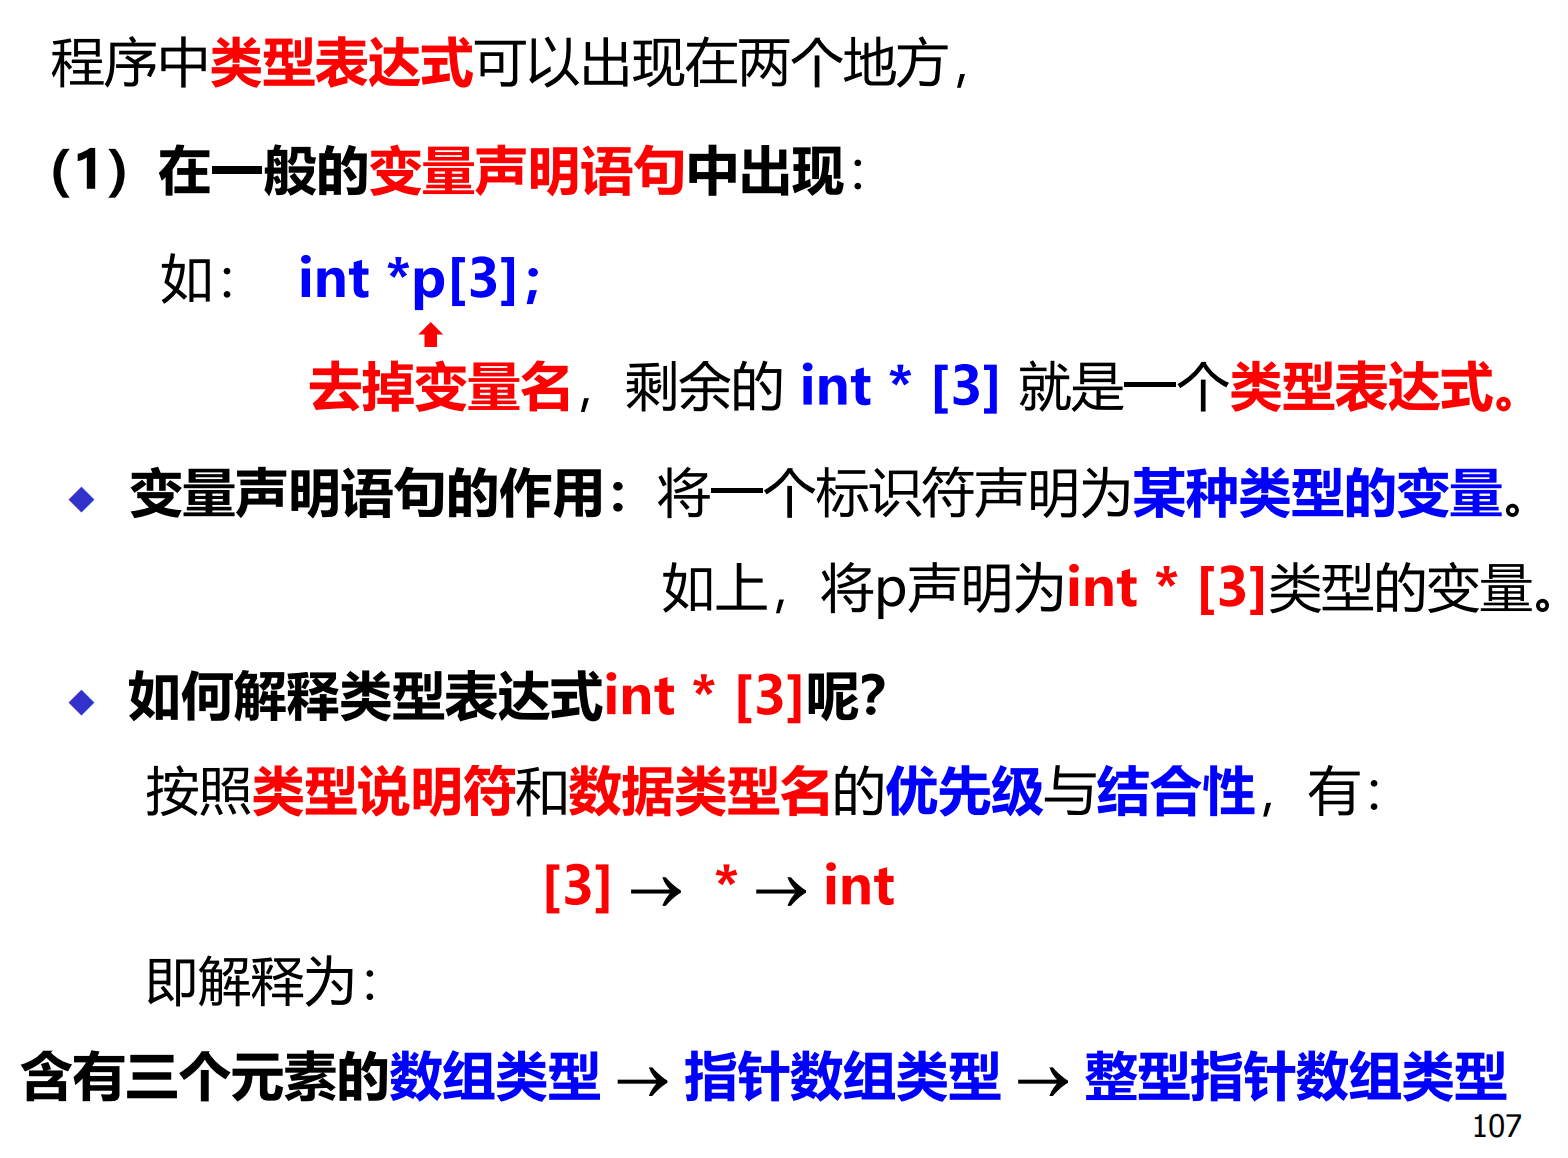 程序中类型表达式可以出现在两个地方,
(1) 在一般的变量声明语句中出现:
如: int *p[3];
去掉变量名, 剩余的 int * [3] 就是一个类型表达式。
变量声明语句的作用: 将一个标识符声明为某种类型的变量。
如上, 将p声明为int * [3]类型的变量。
如何解释类型表达式int * [3]呢?
按照类型说明符和数据类型名的优先级与结合性, 有:
[3] → * → int
即解释为:
含有三个元素的数组类型 → 指针数组类型 → 整型指针数组类型
107